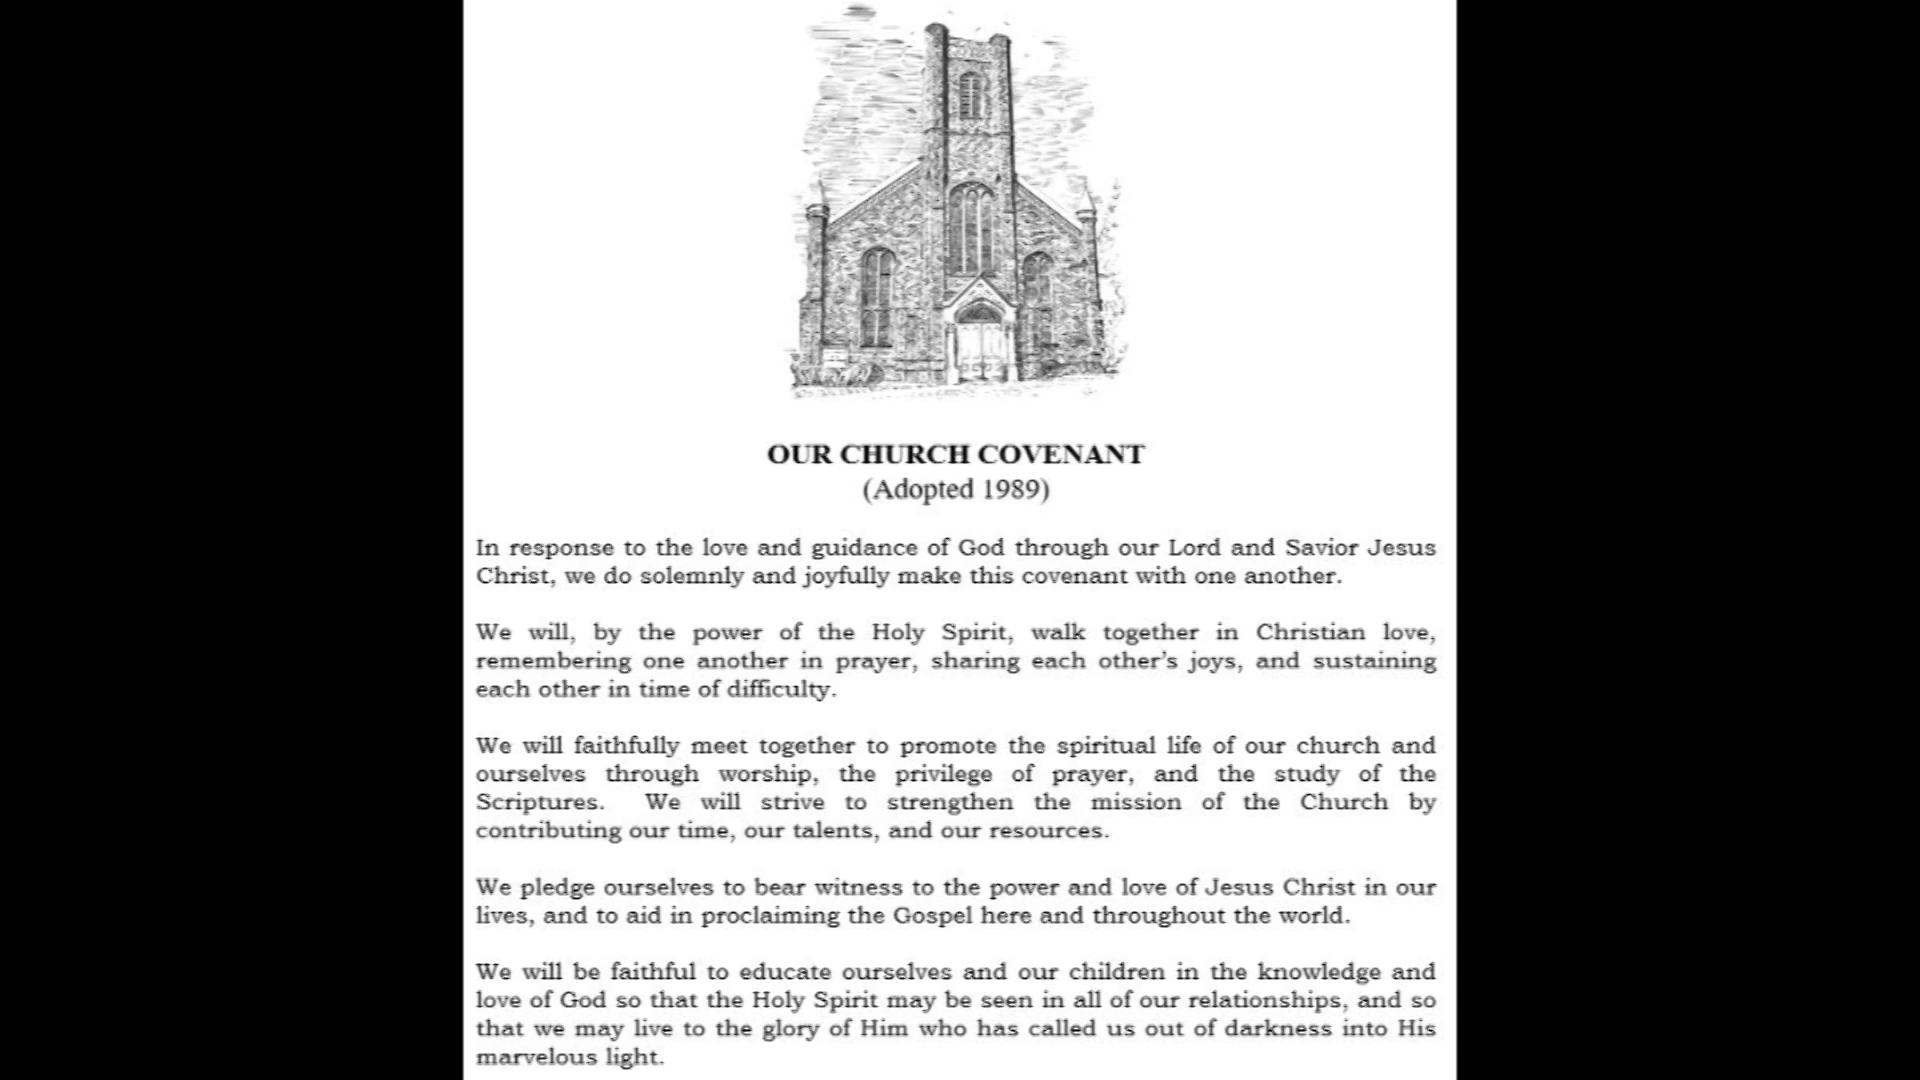 OUR CHURCH COVENANT
(Adopted 1989)
In response to the love and guidance of God through our Lord and Savior Jesus
Christ, we do solemnly and joyfully make this covenant with one another.
We will, by the power of the Holy Spirit, walk together in Christian love,
remembering one another in prayer, sharing each other's joys, and sustaining
each other in time of difficulty.
We will faithfully meet together to promote the spiritual life of our church and
ourselves through worship, the privilege of prayer, and the study of the
Scriptures. We will strive to strengthen the mission of the Church by
contributing our time, our talents, and our resources.
We pledge ourselves to bear witness to the power and love of Jesus Christ in our
lives, and to aid in proclaiming the Gospel here and throughout the world.
We will be faithful to educate ourselves and our children in the knowledge and
love of God so that the Holy Spirit may be seen in all of our relationships, and so
that we may live to the glory of Him who has called us out of darkness into His
marvelous light.